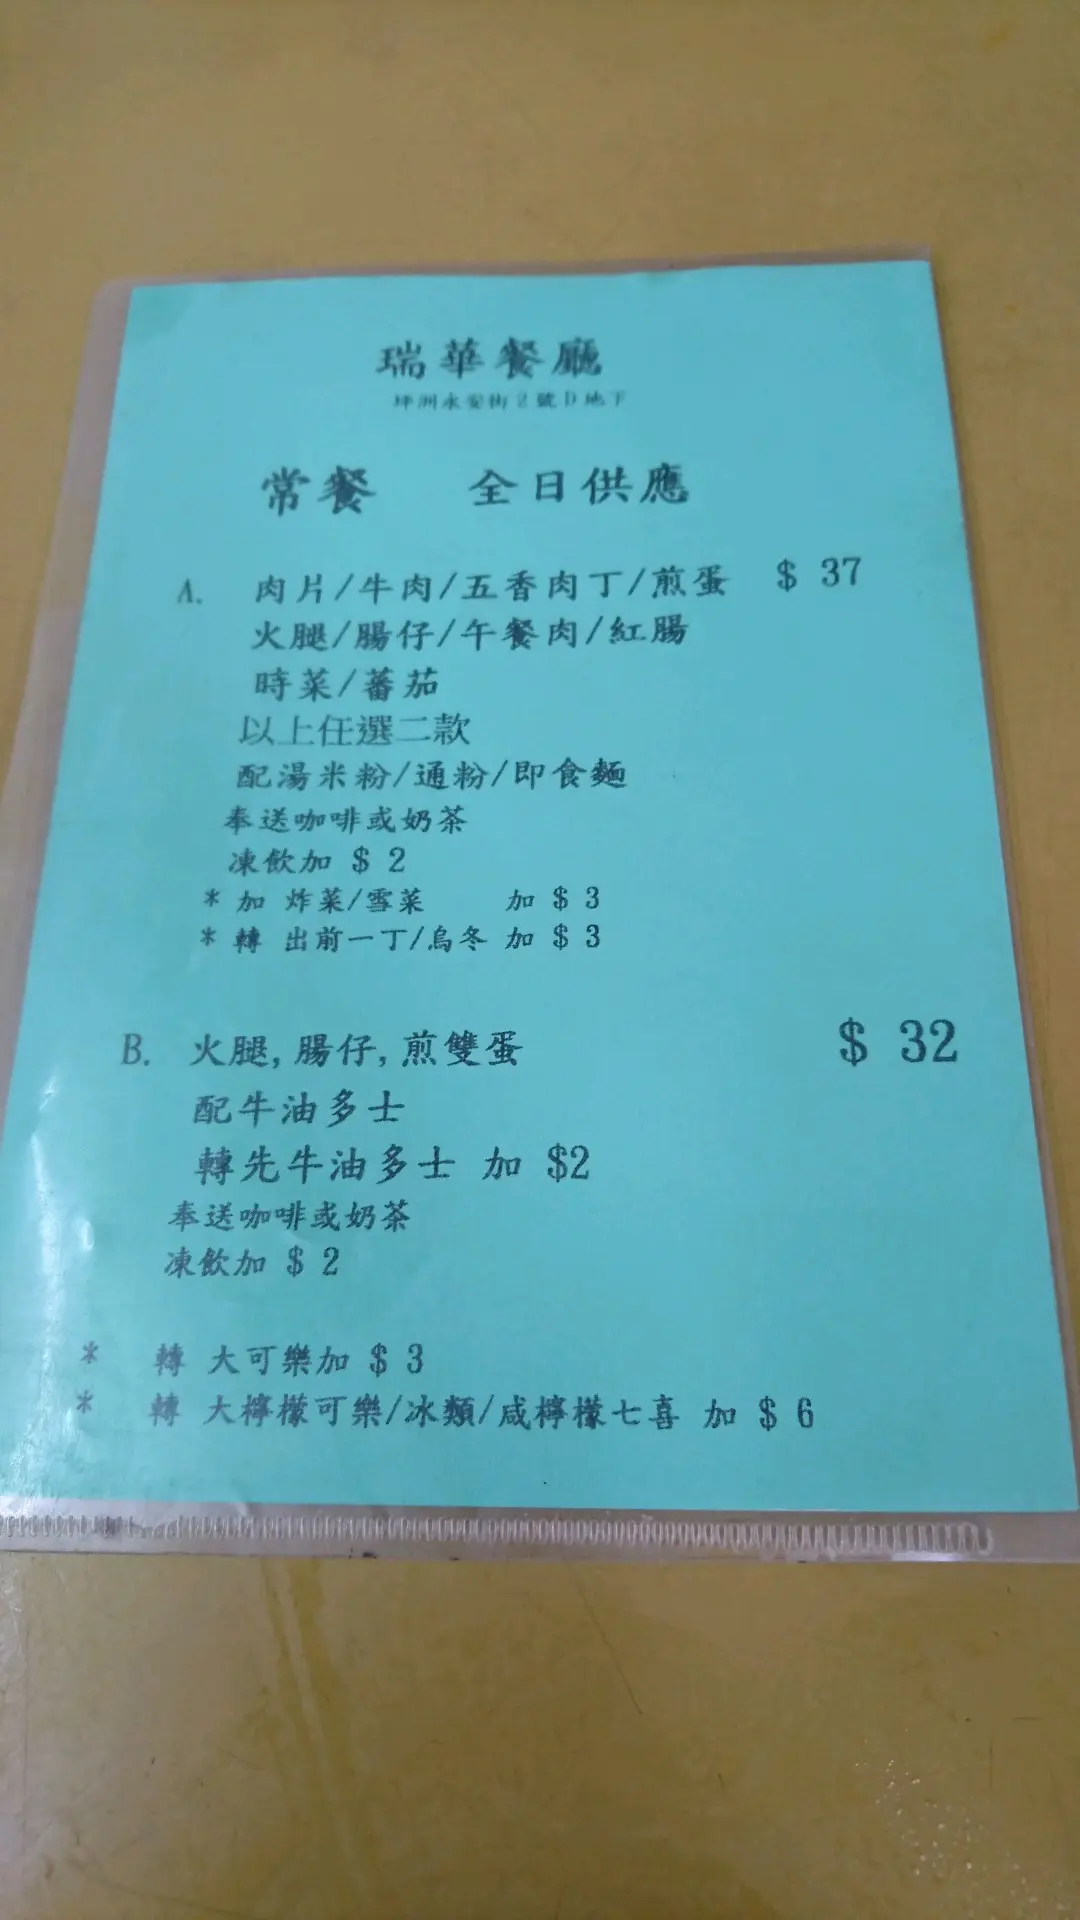 瑞華餐廳
坪洲永安街2號D地下
常餐 全日供應
A. 肉片/牛肉/五香肉丁/煎蛋 $ 37
火腿/腸仔/午餐肉/紅腸
時菜/蕃茄
以上任選二款
配湯米粉/通粉/即食麵
奉送咖啡或奶茶
凍飲加 $ 2
* 加 炸菜/雪菜 加 $ 3
* 轉 出前一丁/烏冬 加 $ 3
B. 火腿,腸仔,煎雙蛋 $ 32
配牛油多士
轉先牛油多士 加 $2
奉送咖啡或奶茶
凍飲加 $ 2
* 轉 大可樂加 $ 3
* 轉 大檸檬可樂/冰類/咸檸檬七喜 加 $ 6